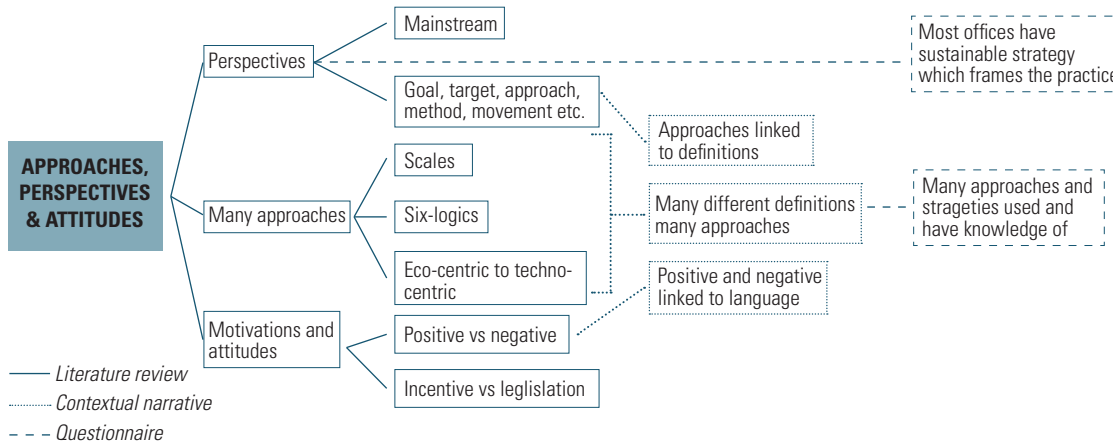 APPROACHES,
PERSPECTIVES
& ATTITUDES
Perspectives
Mainstream
Goal, target, approach,
method, movement etc.
Many approaches
Scales
Six-logics
Eco-centric to techno-
centric
Motivations and
attitudes
Positive vs negative
Incentive vs leglislation
Approaches linked
to definitions
Many different definitions
many approaches
Positive and negative
linked to language
Most offices have
sustainable strategy
which frames the practice
Many approaches and
strageties used and
have knowledge of
Literature review
Contextual narrative
Questionnaire